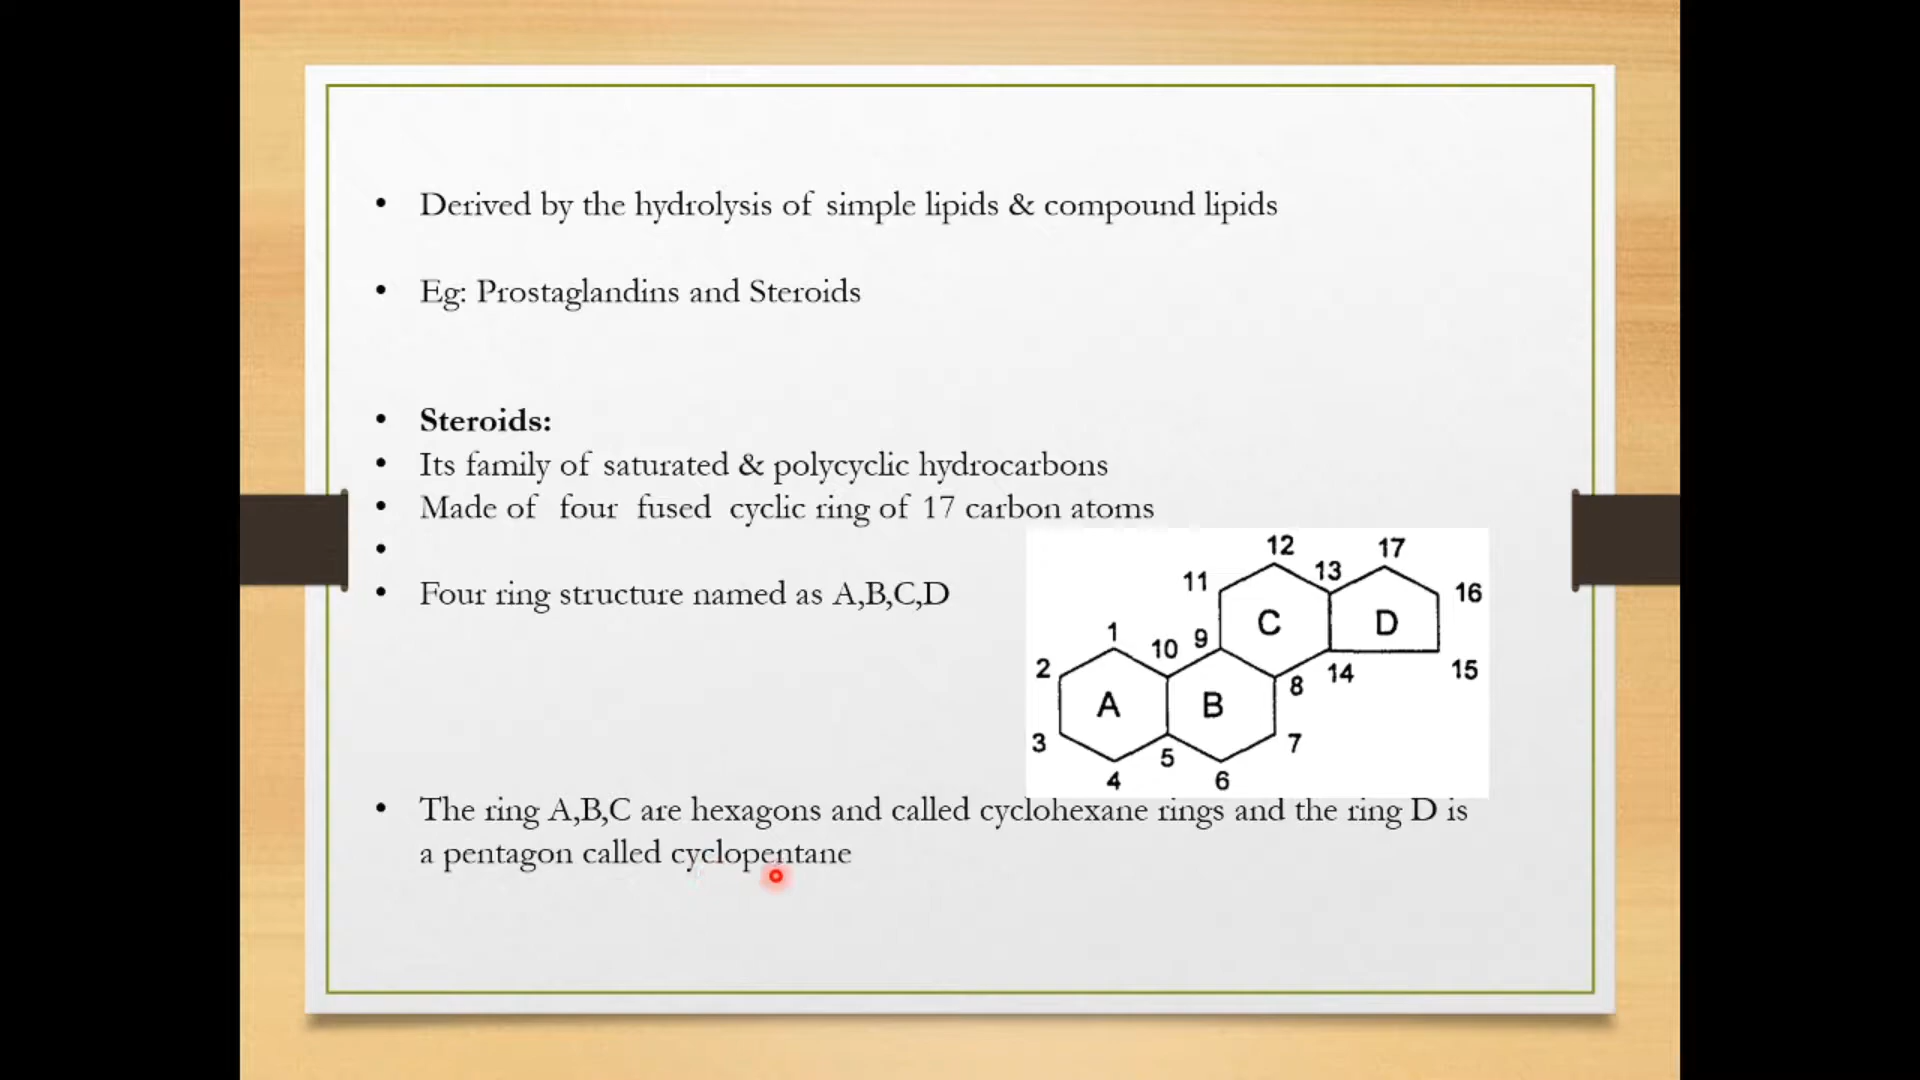 • Derived by the hydrolysis of simple lipids & compound lipids
• Eg: Prostaglandins and Steroids
• Steroids:
• Its family of saturated & polycyclic hydrocarbons
• Made of four fused cyclic ring of 17 carbon atoms
•
• Four ring structure named as A,B,C,D
12 17
11 13 16
C D
1 9
2 10 14 15
8
A B
3 5 7
4 6
• The ring A,B,C are hexagons and called cyclohexane rings and the ring D is
a pentagon called cyclopentane